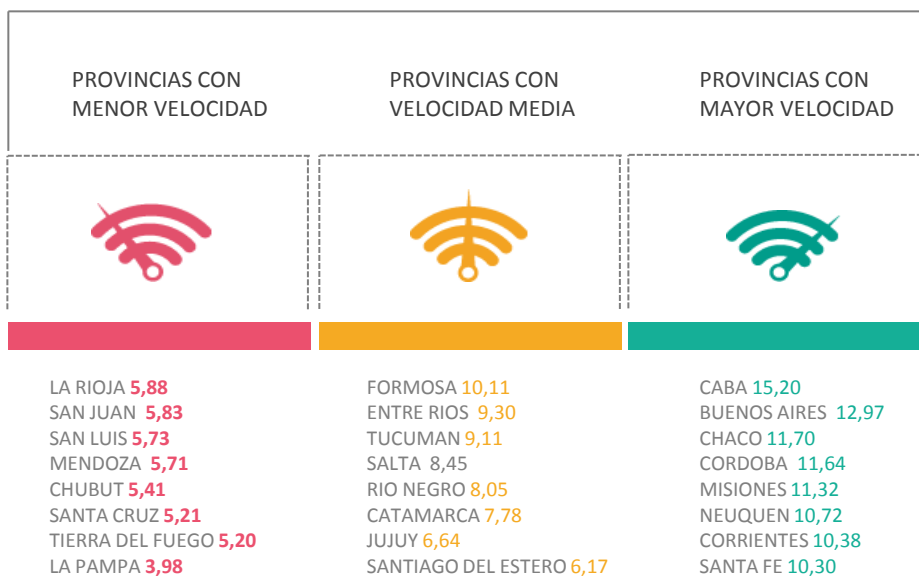 PROVINCIAS CON
MENOR VELOCIDAD
PROVINCIAS CON
VELOCIDAD MEDIA
PROVINCIAS CON
MAYOR VELOCIDAD
LA RIOJA 5,88
SAN JUAN 5,83
SAN LUIS 5,73
MENDOZA 5,71
CHUBUT 5,41
SANTA CRUZ 5,21
TIERRA DEL FUEGO 5,20
LA PAMPA 3,98
FORMOSA 10,11
ENTRE RIOS 9,30
TUCUMAN 9,11
SALTA 8,45
RIO NEGRO 8,05
CATAMARCA 7,78
JUJUY 6,64
SANTIAGO DEL ESTERO 6,17
CABA 15,20
BUENOS AIRES 12,97
CHACO 11,70
CORDOBA 11,64
MISIONES 11,32
NEUQUEN 10,72
CORRIENTES 10,38
SANTA FE 10,30